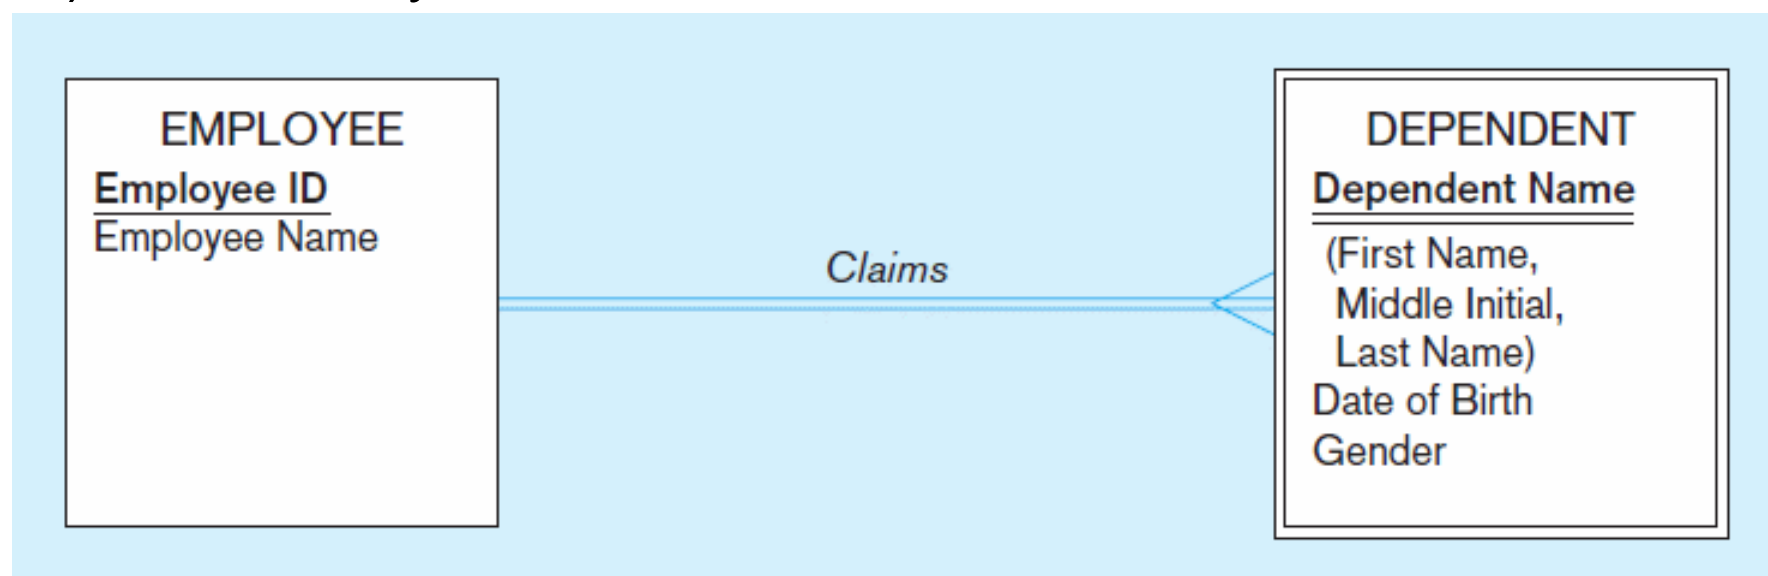 EMPLOYEE
Employee ID
Employee Name
Claims
DEPENDENT
Dependent Name
(First Name,
Middle Initial,
Last Name)
Date of Birth
Gender